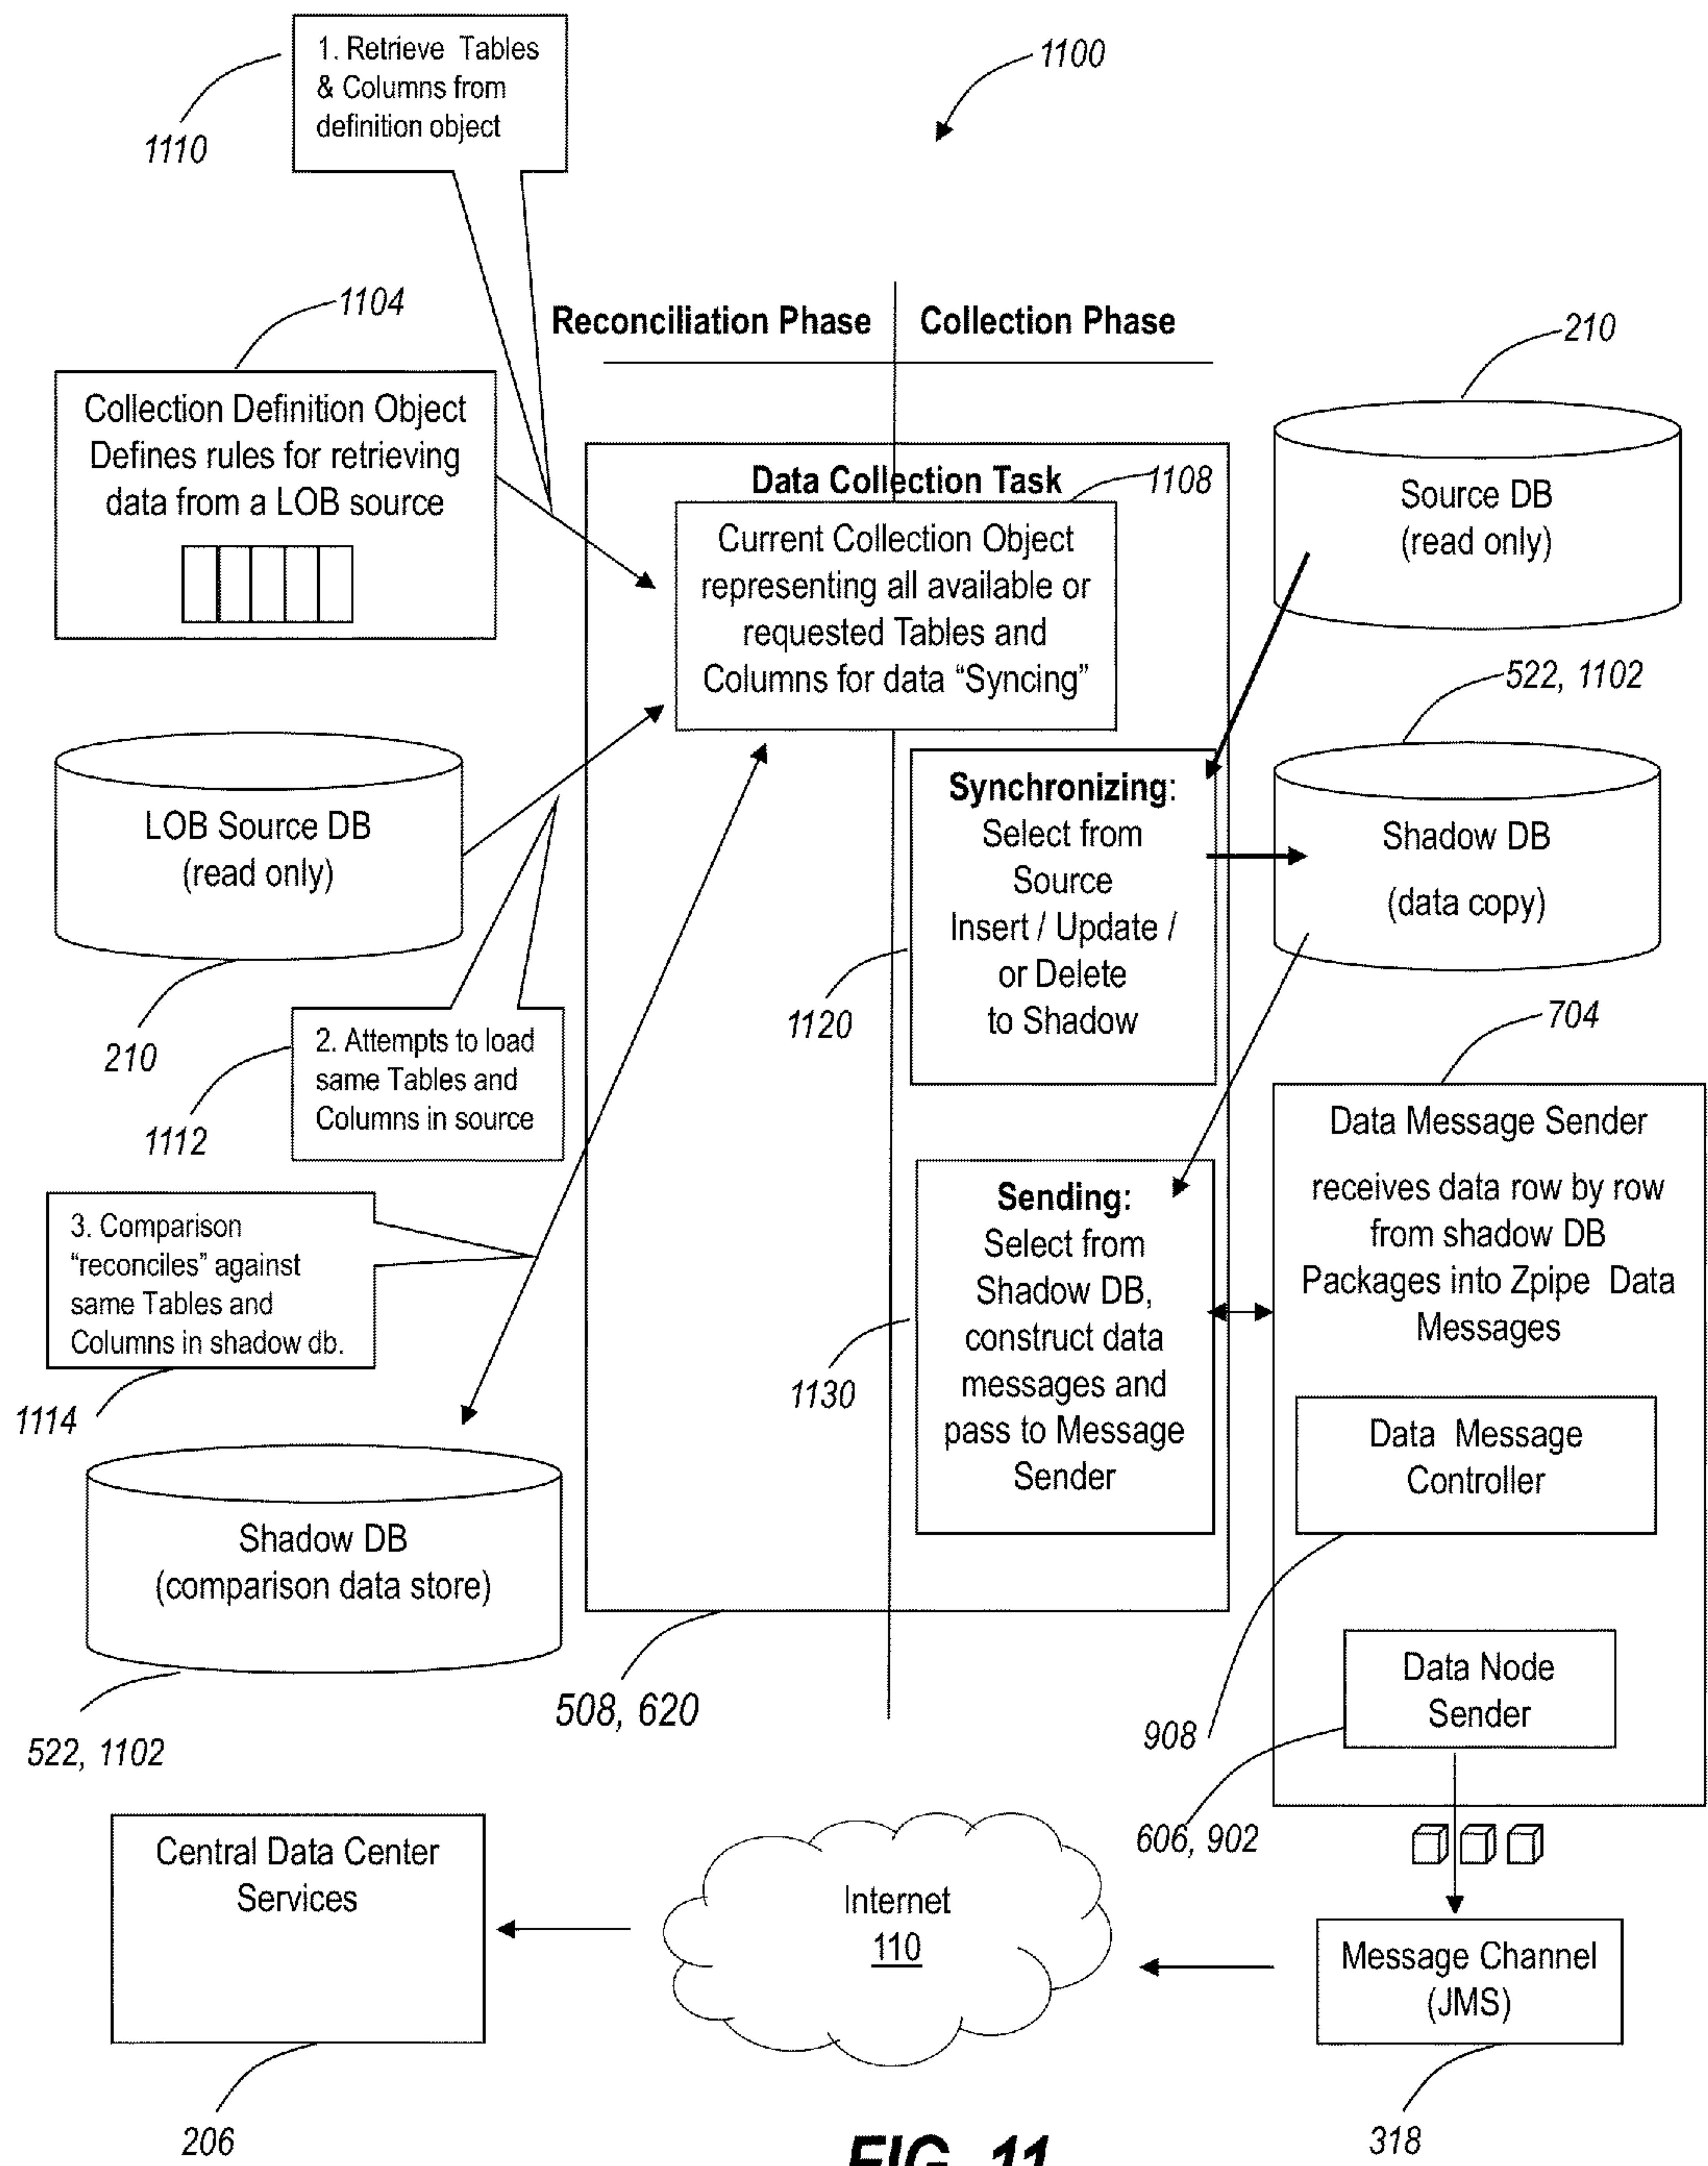 1. Retrieve Tables
& Columns from
definition object
1110
1100
1104
Reconciliation Phase
Collection Phase
210
Collection Definition Object
Defines rules for retrieving
data from a LOB source
Data Collection Task
1108
Current Collection Object
representing all available or
requested Tables and
Columns for data “Syncing”
Source DB
(read only)
522, 1102
LOB Source DB
(read only)
210
Synchronizing:
Select from
Source
Insert / Update /
or Delete
to Shadow
1120
Shadow DB
(data copy)
2. Attempts to load
same Tables and
Columns in source
1112
704
Data Message Sender
receives data row by row
from shadow DB
Packages into Zpipe Data
Messages
3. Comparison
“reconciles” against
same Tables and
Columns in shadow db.
1114
Sending:
Select from
Shadow DB,
construct data
messages and
pass to Message
Sender
1130
Data Message
Controller
908
Shadow DB
(comparison data store)
522, 1102
508, 620
Data Node
Sender
606, 902
Central Data Center
Services
206
Internet
110
Message Channel
(JMS)
318
FIG. 11